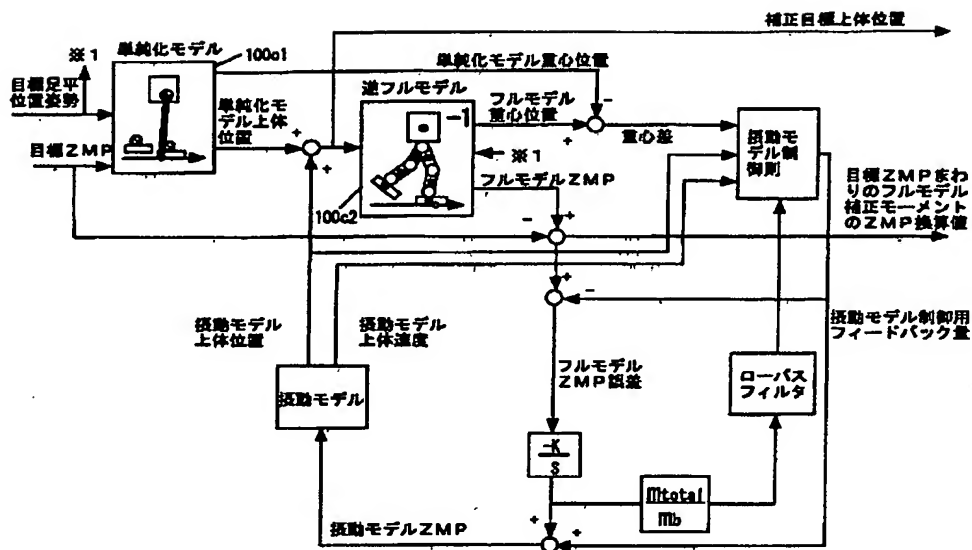 補正目標上体位置
※1
単純化モデル
100c1
目標足平
位置姿勢
単純化モデル重心位置
単純化モ
デル上体
位置
逆フルモデル
フルモデル
重心位置
-1
+
+
-
+
重心差
摂動モ
デル制
御則
※1
目標ZMP
フルモデルZMP
100c2
目標ZMPまわ
りのフルモデル
補正モーメント
のZMP換算値
-
+
+
-
摂動モデル
上体位置
摂動モデル
上体速度
摂動モデル制御用
フィードバック量
フルモデル
ZMP誤差
ローパス
フィルタ
摂動モデル
-K
S
mtotal
mb
摂動モデルZMP
+
+